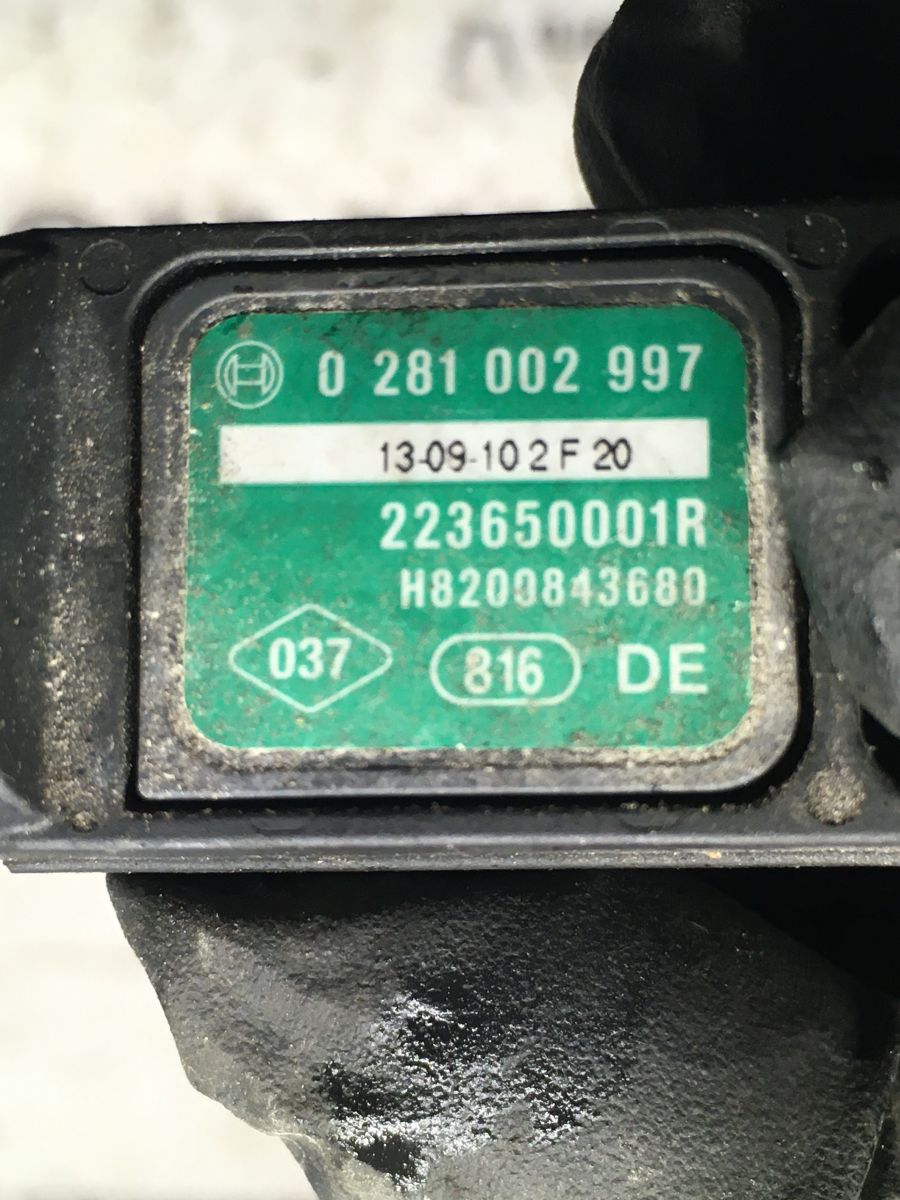 0 281 002 997
13-09-10 2 F 20
223650001R
H8200843680
037 816 DE